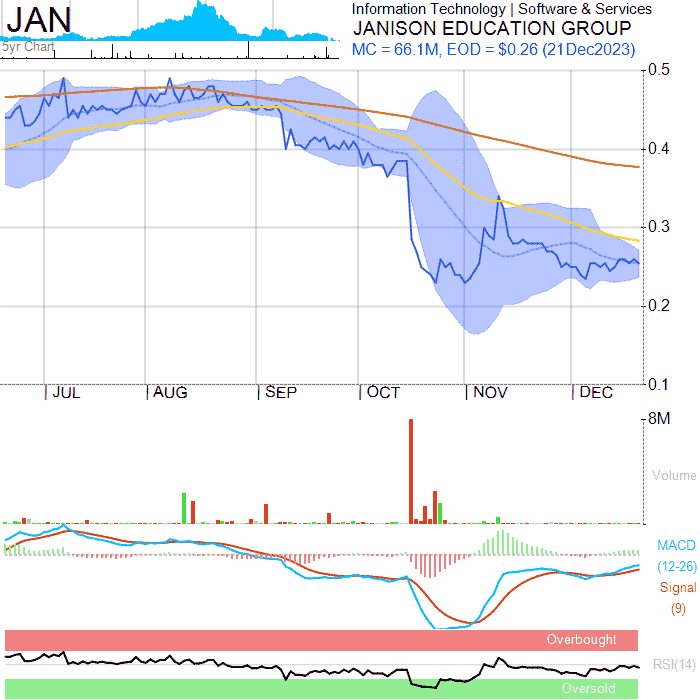 JAN
5yr Chart
Information Technology | Software & Services
JANISON EDUCATION GROUP
MC = 66.1M, EOD = $0.26 (21Dec2023)
0.5
0.4
0.3
0.2
0.1
JUL AUG SEP OCT NOV DEC
8M
Volume
MACD
(12-26)
Signal
(9)
Overbought
RSI(14)
Oversold